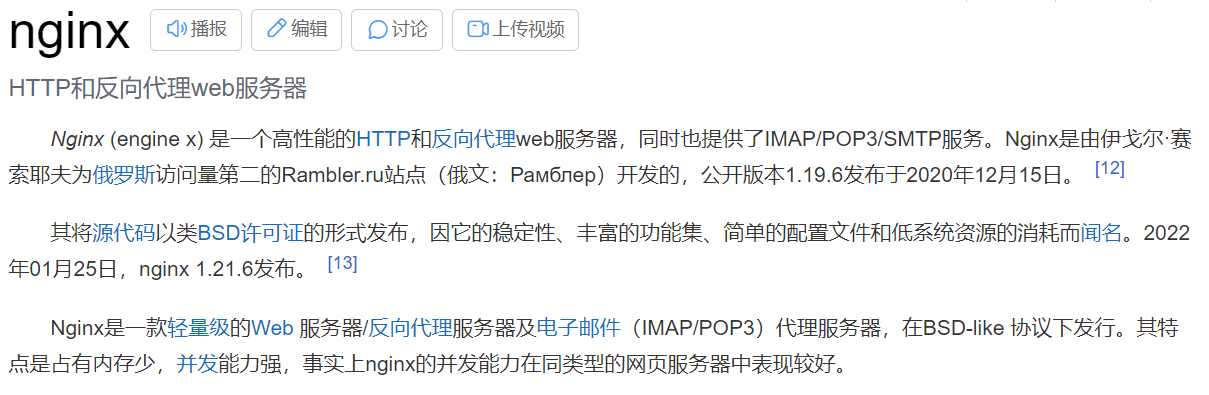 nginx 播报 编辑 讨论 上传视频
HTTP和反向代理web服务器
Nginx (engine x) 是一个高性能的HTTP和反向代理web服务器，同时也提供了IMAP/POP3/SMTP服务。Nginx是由伊戈尔·赛
索耶夫为俄罗斯访问量第二的Rambler.ru站点（俄文：Рамблер）开发的，公开版本1.19.6发布于2020年12月15日。 [12]
其将源代码以类BSD许可证的形式发布，因它的稳定性、丰富的功能集、简单的配置文件和低系统资源的消耗而闻名。2022
年01月25日，nginx 1.21.6发布。 [13]
Nginx是一款轻量级的Web 服务器/反向代理服务器及电子邮件（IMAP/POP3）代理服务器，在BSD-like 协议下发行。其特
点是占有内存少，并发能力强，事实上nginx的并发能力在同类型的网页服务器中表现较好。